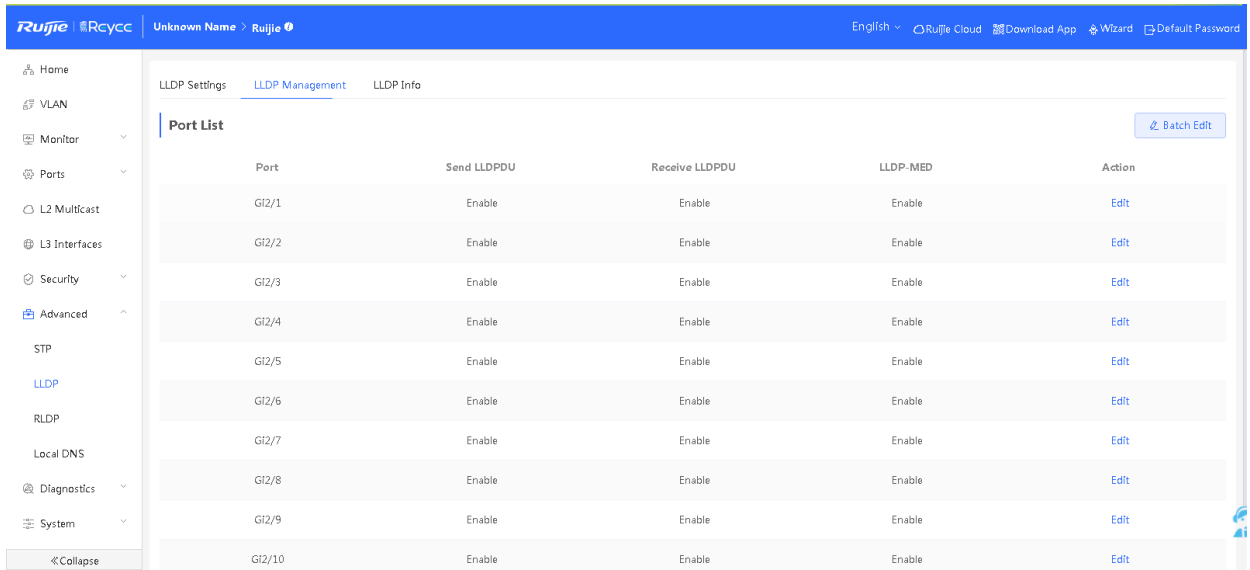 Ruijie | Rcycc Unknown Name > Ruijie English Ruijie Cloud Download App Wizard Default Password
Home
VLAN
Monitor
Ports
L2 Multicast
L3 Interfaces
Security
Advanced
STP
LLDP
RLDP
Local DNS
Diagnostics
System
«Collapse
LLDP Settings LLDP Management LLDP Info
Port List Batch Edit
Port Send LLDPDU Receive LLDPDU LLDP-MED Action
Gi2/1 Enable Enable Enable Edit
Gi2/2 Enable Enable Enable Edit
Gi2/3 Enable Enable Enable Edit
Gi2/4 Enable Enable Enable Edit
Gi2/5 Enable Enable Enable Edit
Gi2/6 Enable Enable Enable Edit
Gi2/7 Enable Enable Enable Edit
Gi2/8 Enable Enable Enable Edit
Gi2/9 Enable Enable Enable Edit
Gi2/10 Enable Enable Enable Edit